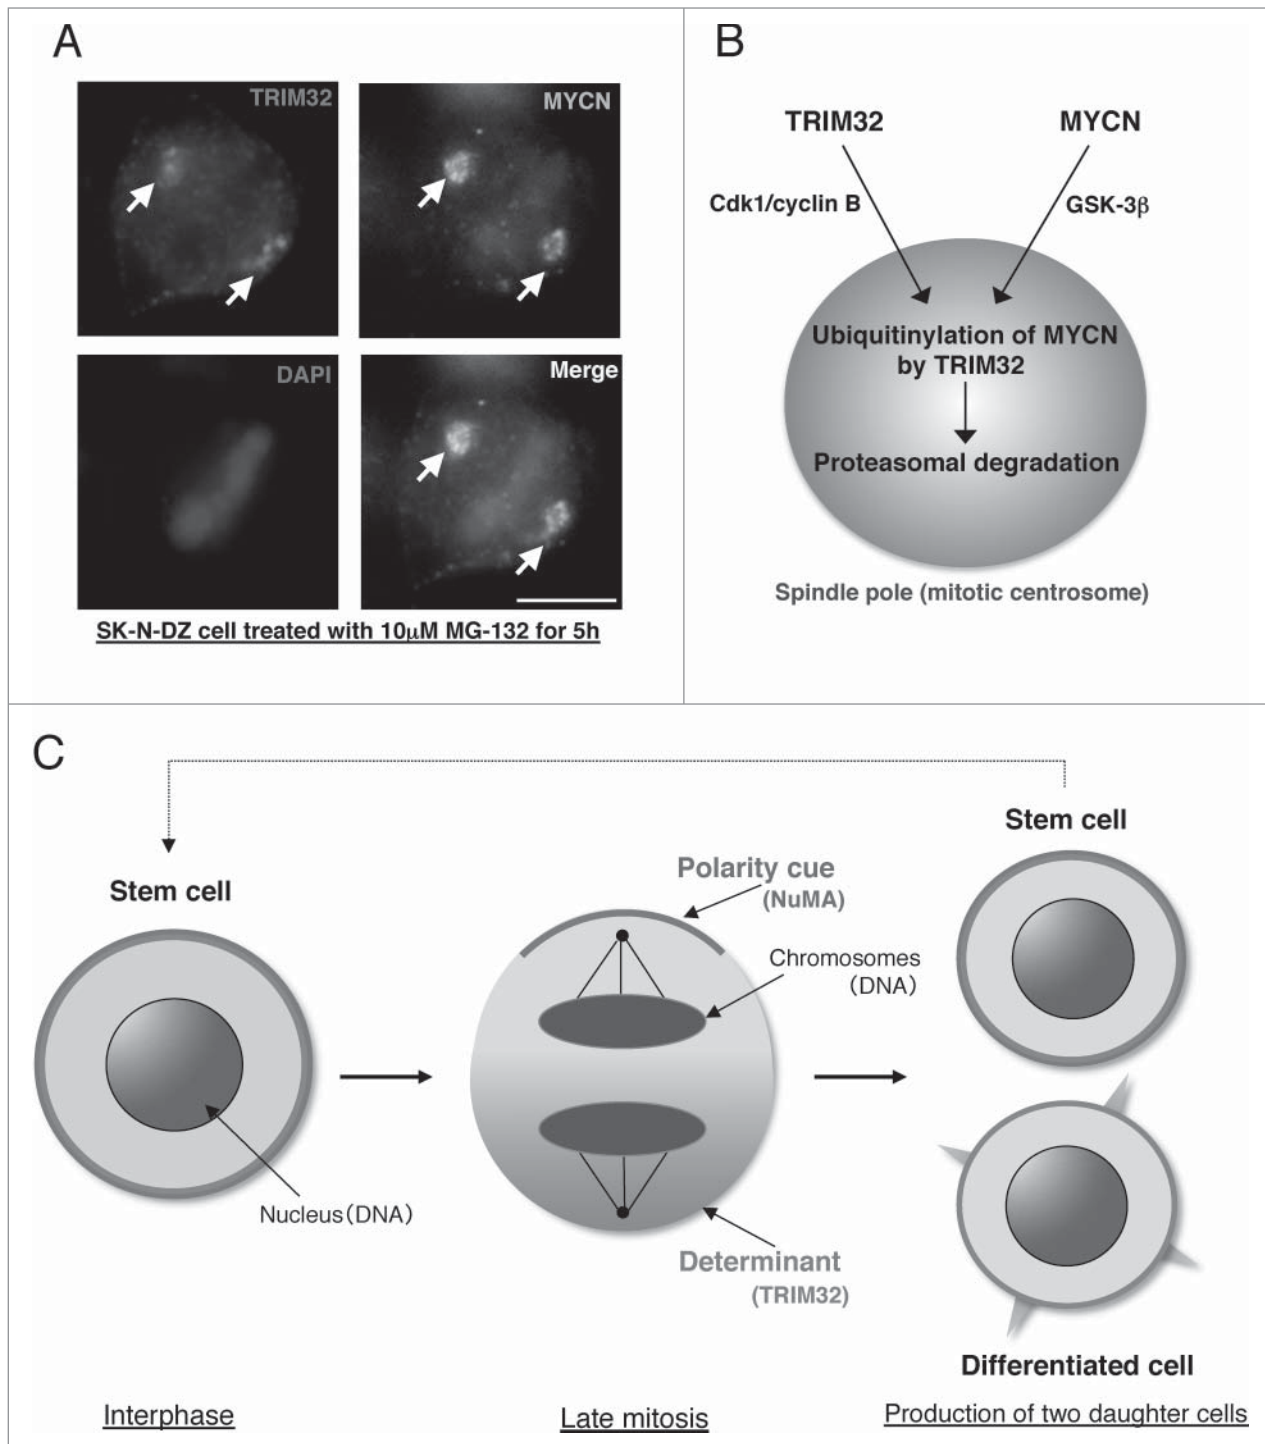 A
TRIM32
MYCN
DAPI
Merge
SK-N-DZ cell treated with 10μM MG-132 for 5h
B
TRIM32
MYCN
Cdk1/cyclin B
GSK-3β
Ubiquitinylation of MYCN
by TRIM32
Proteasomal degradation
Spindle pole (mitotic centrosome)
C
Stem cell
Nucleus(DNA)
Interphase
Polarity cue
(NuMA)
Chromosomes
(DNA)
Determinant
(TRIM32)
Late mitosis
Stem cell
Differentiated cell
Production of two daughter cells